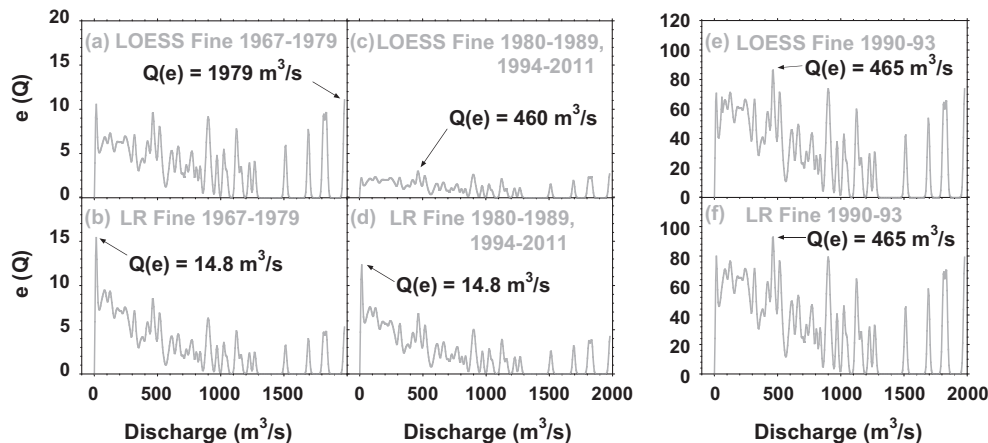 20
15
10
5
0
e (Q)
(a) LOESS Fine 1967-1979
Q(e) = 1979 m³/s
(c) LOESS Fine 1980-1989,
1994-2011
Q(e) = 460 m³/s
120
100
80
60
40
20
0
(e) LOESS Fine 1990-93
Q(e) = 465 m³/s
15
10
5
0
e (Q)
(b) LR Fine 1967-1979
Q(e) = 14.8 m³/s
(d) LR Fine 1980-1989,
1994-2011
Q(e) = 14.8 m³/s
100
80
60
40
20
0
(f) LR Fine 1990-93
Q(e) = 465 m³/s
0 500 1000 1500
0 500 1000 1500 2000
0 500 1000 1500 2000
Discharge (m³/s)
Discharge (m³/s)
Discharge (m³/s)